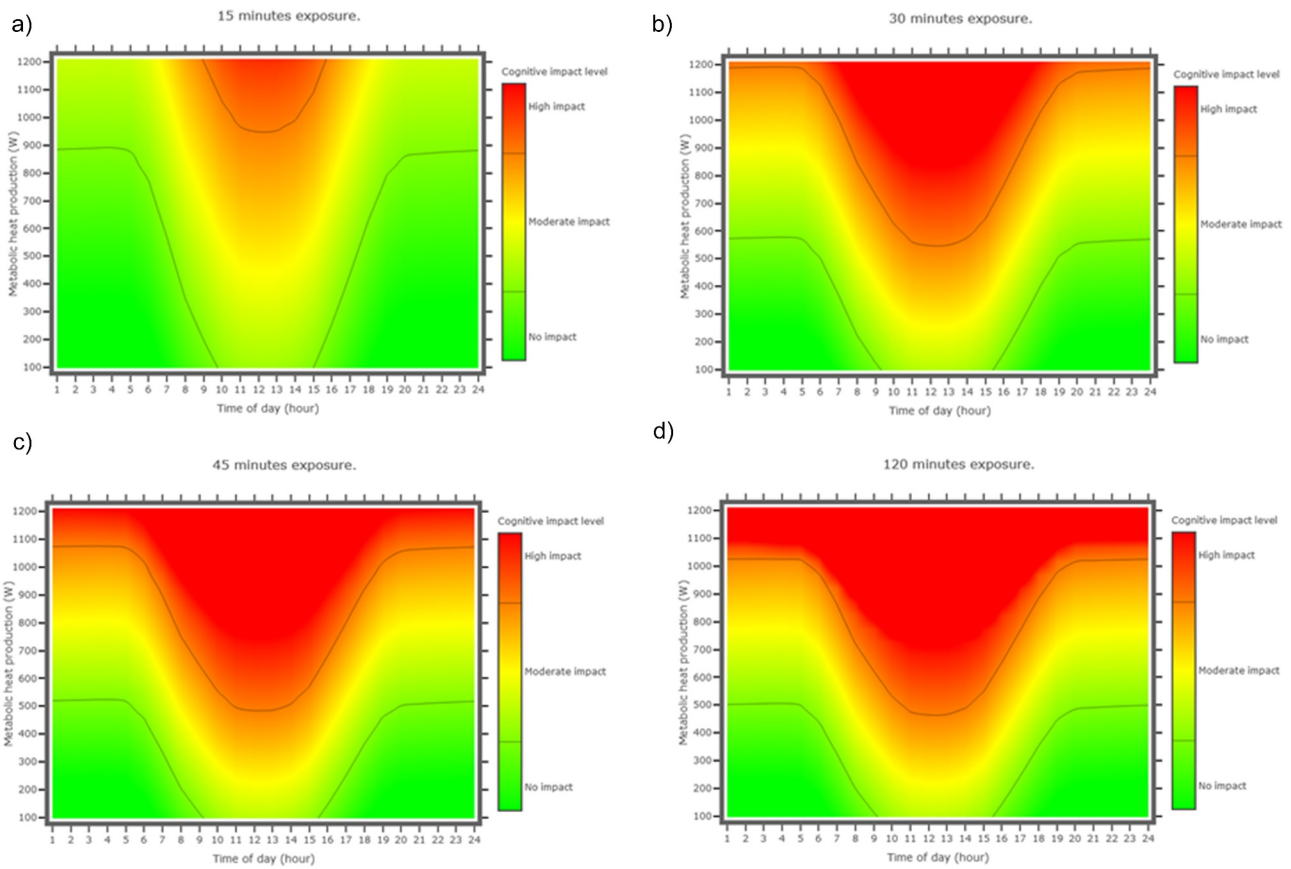 a)
15 minutes exposure.
Metabolic heat production (W)
1200
1100
1000
900
800
700
600
500
400
300
200
100
1 2 3 4 5 6 7 8 9 10 11 12 13 14 15 16 17 18 19 20 21 22 23 24
Time of day (hour)
Cognitive impact level
High impact
Moderate impact
No impact
b)
30 minutes exposure.
Metabolic heat production (W)
1200
1100
1000
900
800
700
600
500
400
300
200
100
1 2 3 4 5 6 7 8 9 10 11 12 13 14 15 16 17 18 19 20 21 22 23 24
Time of day (hour)
Cognitive impact level
High impact
Moderate impact
No impact
c)
45 minutes exposure.
Metabolic heat production (W)
1200
1100
1000
900
800
700
600
500
400
300
200
100
1 2 3 4 5 6 7 8 9 10 11 12 13 14 15 16 17 18 19 20 21 22 23 24
Time of day (hour)
Cognitive impact level
High impact
Moderate impact
No impact
d)
120 minutes exposure.
Metabolic heat production (W)
1200
1100
1000
900
800
700
600
500
400
300
200
100
1 2 3 4 5 6 7 8 9 10 11 12 13 14 15 16 17 18 19 20 21 22 23 24
Time of day (hour)
Cognitive impact level
High impact
Moderate impact
No impact